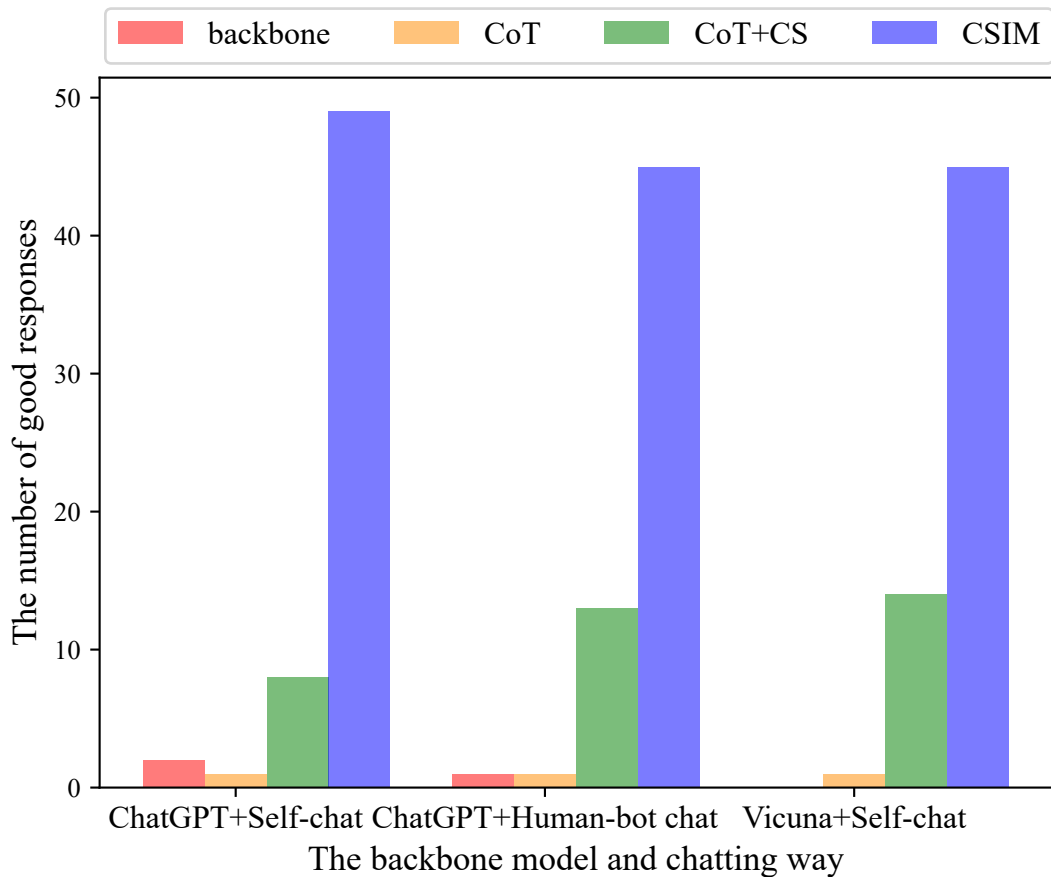 backbone CoT CoT+CS CSIM
50
40
30
20
10
0
The number of good responses
ChatGPT+Self-chat ChatGPT+Human-bot chat Vicuna+Self-chat
The backbone model and chatting way